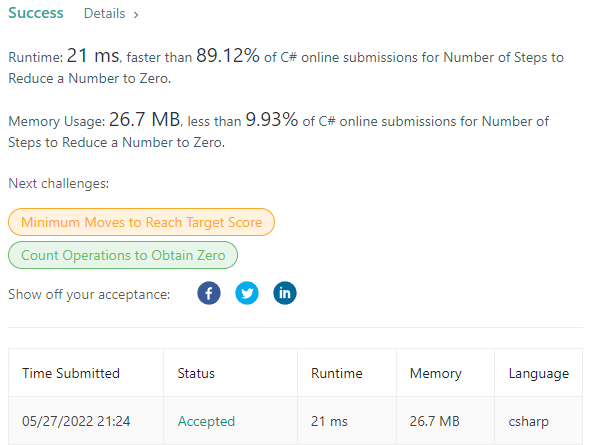 Success Details ›
Runtime: 21 ms, faster than 89.12% of C# online submissions for Number of Steps to
Reduce a Number to Zero.
Memory Usage: 26.7 MB, less than 9.93% of C# online submissions for Number of
Steps to Reduce a Number to Zero.
Next challenges:
Minimum Moves to Reach Target Score
Count Operations to Obtain Zero
Show off your acceptance: f in
Time Submitted Status Runtime Memory Language
05/27/2022 21:24 Accepted 21 ms 26.7 MB csharp